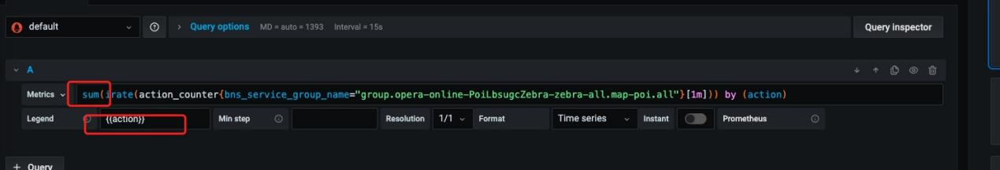 default Query options MD = auto = 1393 Interval = 15s Query inspector
A
Metrics sum(irate(action_counter{bns_service_group_name="group.opera-online-PoiLbsugcZebra-zebra-all.map-poi.all"}[1m])) by (action)
Legend {{action}} Min step Resolution 1/1 Format Time series Instant Prometheus
+ Query